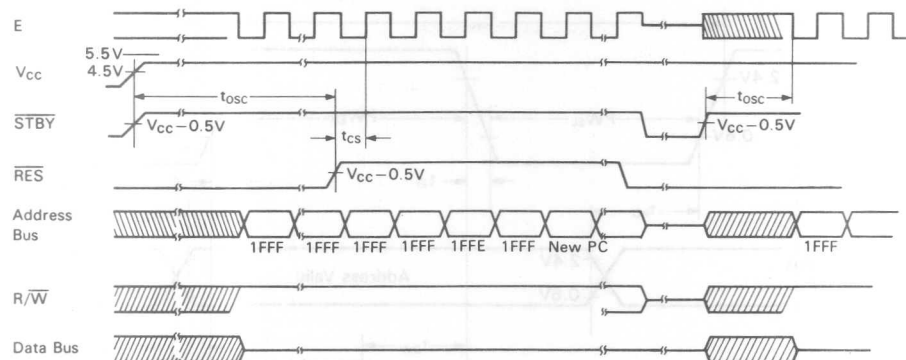 E
5.5V
4.5V
Vcc
tosc
tosc
STBY
Vcc−0.5V
Vcc−0.5V
tcs
RES
Vcc−0.5V
Address
Bus
1FFF 1FFF 1FFF 1FFF 1FFE 1FFF New PC 1FFF
R/W
Data Bus